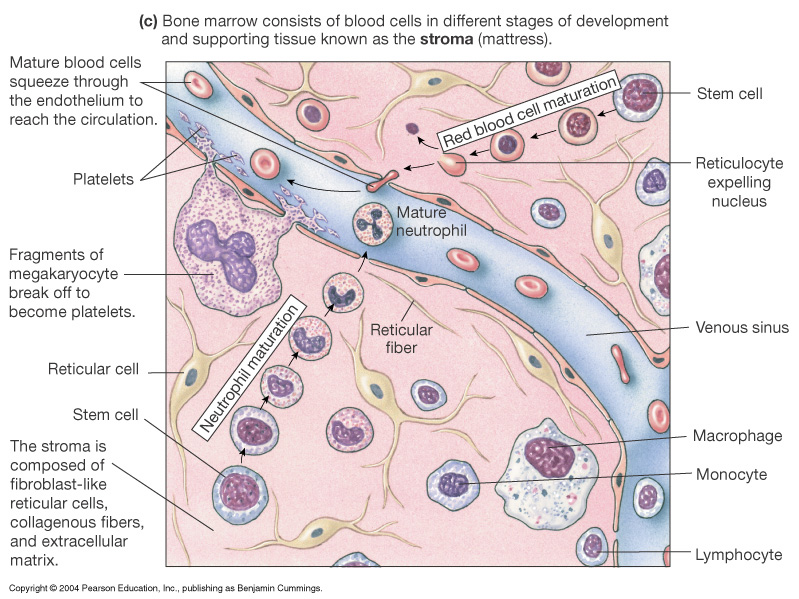 (c) Bone marrow consists of blood cells in different stages of development
and supporting tissue known as the stroma (mattress).
Mature blood cells
squeeze through
the endothelium to
reach the circulation.
Platelets
Fragments of
megakaryocyte
break off to
become platelets.
Reticular cell
Stem cell
The stroma is
composed of
fibroblast-like
reticular cells,
collagenous fibers,
and extracellular
matrix.
Red blood cell maturation
Mature
neutrophil
Neutrophil maturation
Reticular
fiber
Stem cell
Reticulocyte
expelling
nucleus
Venous sinus
Macrophage
Monocyte
Lymphocyte
Copyright © 2004 Pearson Education, Inc., publishing as Benjamin Cummings.